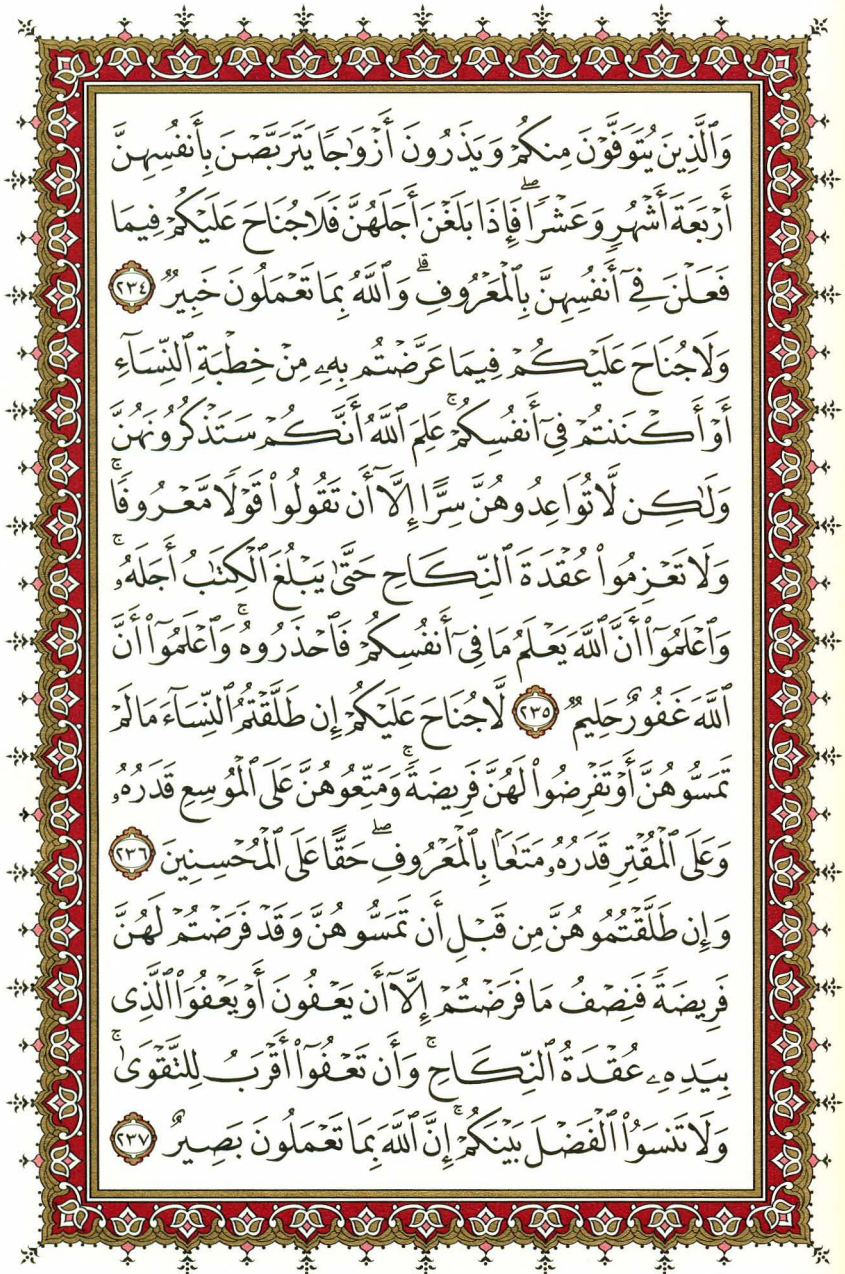 وَٱلَّذِينَ يُتَوَفَّوْنَ مِنكُمْ وَيَذَرُونَ أَزْوَٰجًا يَتَرَبَّصْنَ بِأَنفُسِهِنَّ
أَرْبَعَةَ أَشْهُرٍ وَعَشْرًا ۖ فَإِذَا بَلَغْنَ أَجَلَهُنَّ فَلَا جُنَاحَ عَلَيْكُمْ فِيمَا
فَعَلْنَ فِىٓ أَنفُسِهِنَّ بِٱلْمَعْرُوفِ ۗ وَٱللَّهُ بِمَا تَعْمَلُونَ خَبِيرٌ ٢٣٤
وَلَا جُنَاحَ عَلَيْكُمْ فِيمَا عَرَّضْتُم بِهِۦ مِنْ خِطْبَةِ ٱلنِّسَآءِ
أَوْ أَكْنَنتُمْ فِىٓ أَنفُسِكُمْ ۚ عَلِمَ ٱللَّهُ أَنَّكُمْ سَتَذْكُرُونَهُنَّ
وَلَٰكِن لَّا تُوَاعِدُوهُنَّ سِرًّا إِلَّآ أَن تَقُولُوا۟ قَوْلًا مَّعْرُوفًا ۚ
وَلَا تَعْزِمُوا۟ عُقْدَةَ ٱلنِّكَاحِ حَتَّىٰ يَبْلُغَ ٱلْكِتَٰبُ أَجَلَهُۥ ۚ
وَٱعْلَمُوٓا۟ أَنَّ ٱللَّهَ يَعْلَمُ مَا فِىٓ أَنفُسِكُمْ فَٱحْذَرُوهُ ۚ وَٱعْلَمُوٓا۟ أَنَّ
ٱللَّهَ غَفُورٌ حَلِيمٌ ٢٣٥ لَّا جُنَاحَ عَلَيْكُمْ إِن طَلَّقْتُمُ ٱلنِّسَآءَ مَا لَمْ
تَمَسُّوهُنَّ أَوْ تَفْرِضُوا۟ لَهُنَّ فَرِيضَةً ۚ وَمَتِّعُوهُنَّ عَلَى ٱلْمُوسِعِ قَدَرُهُۥ
وَعَلَى ٱلْمُقْتِرِ قَدَرُهُۥ مَتَٰعًۢا بِٱلْمَعْرُوفِ ۖ حَقًّا عَلَى ٱلْمُحْسِنِينَ ٢٣٦
وَإِن طَلَّقْتُمُوهُنَّ مِن قَبْلِ أَن تَمَسُّوهُنَّ وَقَدْ فَرَضْتُمْ لَهُنَّ
فَرِيضَةً فَنِصْفُ مَا فَرَضْتُمْ إِلَّآ أَن يَعْفُونَ أَوْ يَعْفُوَا۟ ٱلَّذِى
بِيَدِهِۦ عُقْدَةُ ٱلنِّكَاحِ ۚ وَأَن تَعْفُوٓا۟ أَقْرَبُ لِلتَّقْوَىٰ ۚ
وَلَا تَنسَوُا۟ ٱلْفَضْلَ بَيْنَكُمْ ۚ إِنَّ ٱللَّهَ بِمَا تَعْمَلُونَ بَصِيرٌ ٢٣٧